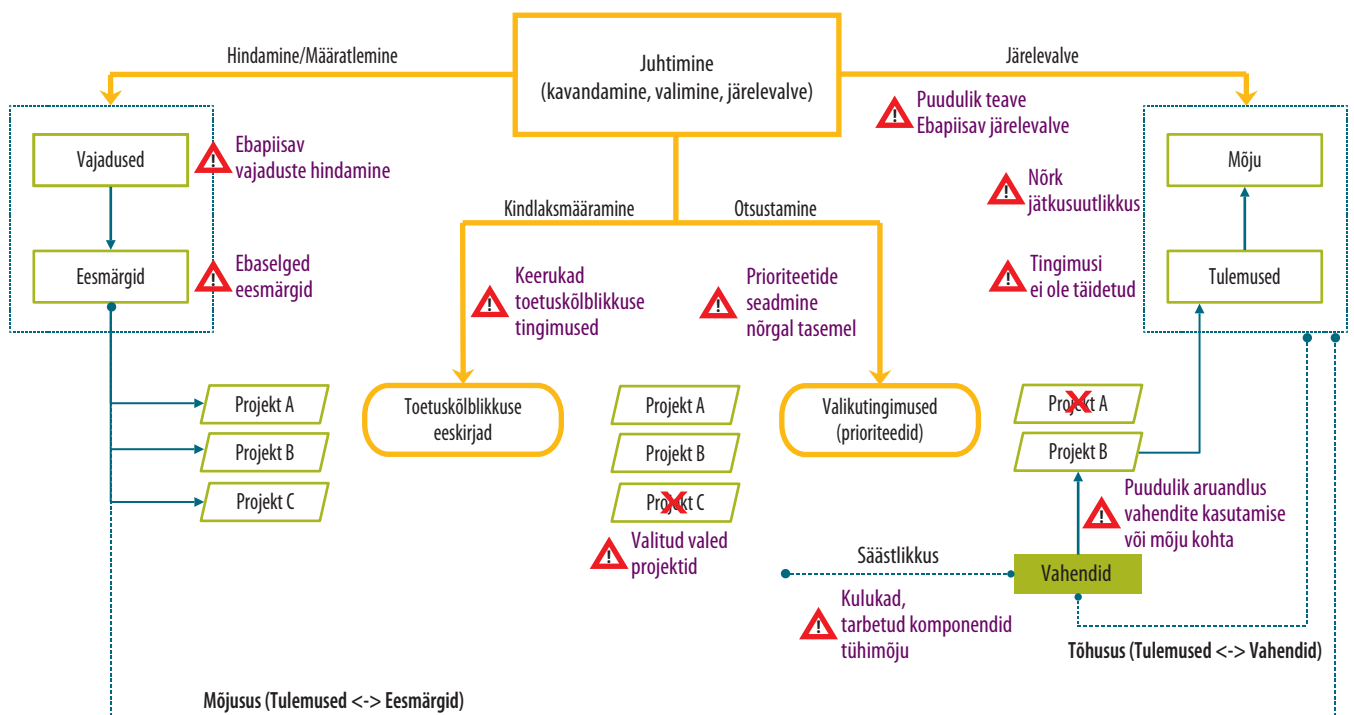 Hindamine/Määratlemine
Juhtimine
(kavandamine, valimine, järelevalve)
Järelevalve
Puudulik teave
Ebapiisav järelevalve
Vajadused
Ebapiisav
vajaduste hindamine
Mõju
Nõrk
jätkusuutlikkus
Kindlaksmääramine
Otsustamine
Eesmärgid
Ebaselged
eesmärgid
Keerukad
toetuskõlblikkuse
tingimused
Prioriteetide
seadmine
nõrgal tasemel
Tingimusi
ei ole täidetud
Tulemused
Projekt A
Projekt B
Projekt C
Toetuskõlblikkuse
eeskirjad
Projekt A
Projekt B
Projekt C
Valitud valed
projektid
Valikutingimused
(prioriteedid)
Projekt A
Projekt B
Puudulik aruandlus
vahendite kasutamise
või mõju kohta
Säästlikkus
Vahendid
Kulukad,
tarbetud komponendid
tühimõju
Tõhusus (Tulemused <-> Vahendid)
Mõjusus (Tulemused <-> Eesmärgid)